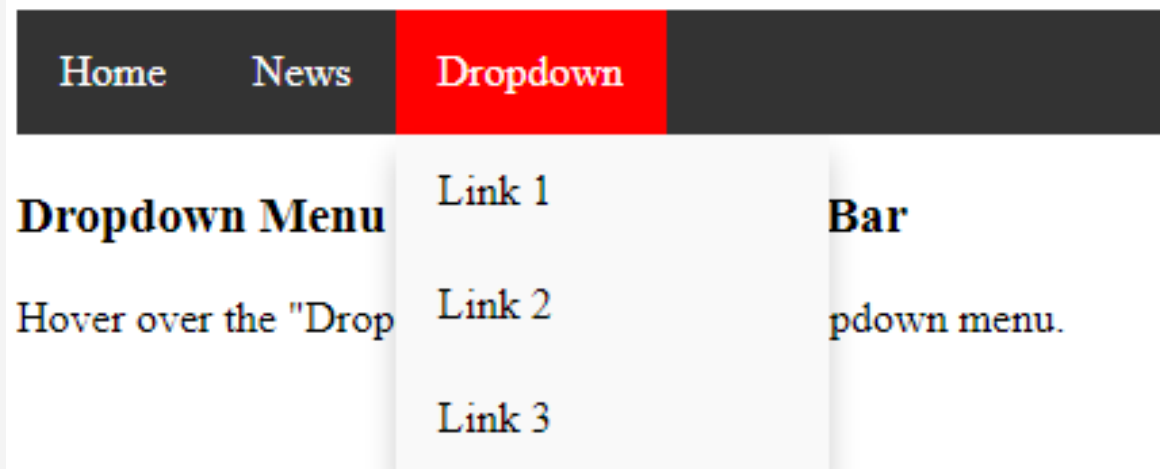 Home News Dropdown
Link 1
Dropdown Menu Bar
Link 2
Hover over the "Drop pdown menu.
Link 3